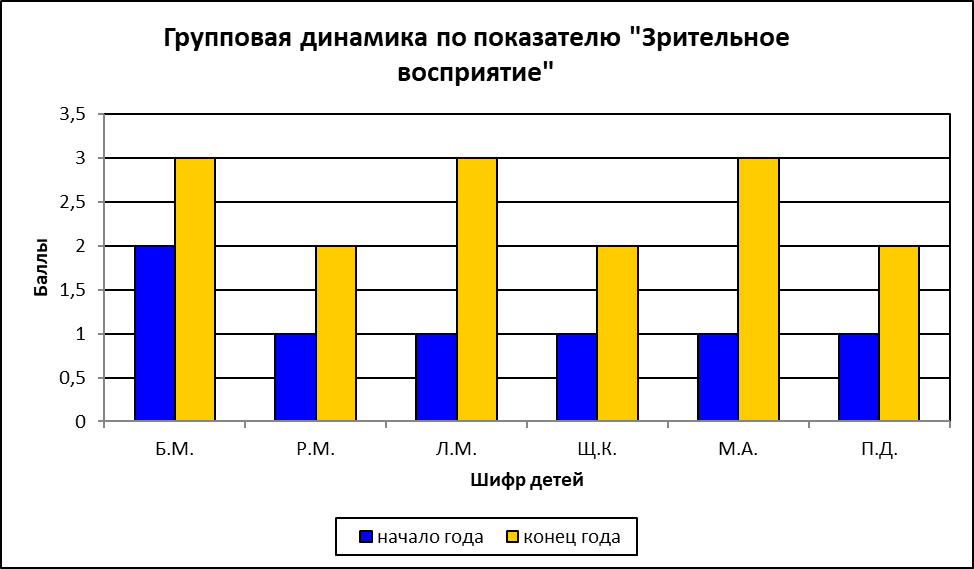 Групповая динамика по показателю "Зрительное
восприятие"
3,5
3
2,5
2
1,5
1
0,5
0
Баллы
Б.М. Р.М. Л.М. Щ.К. М.А. П.Д.
Шифр детей
начало года конец года